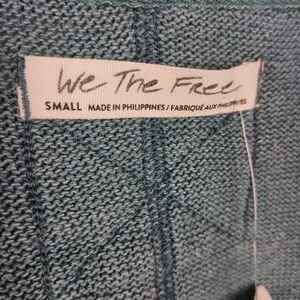 We The Free
SMALL MADE IN PHILIPPINES / FABRIQUÉ AUX PHILIPPINES